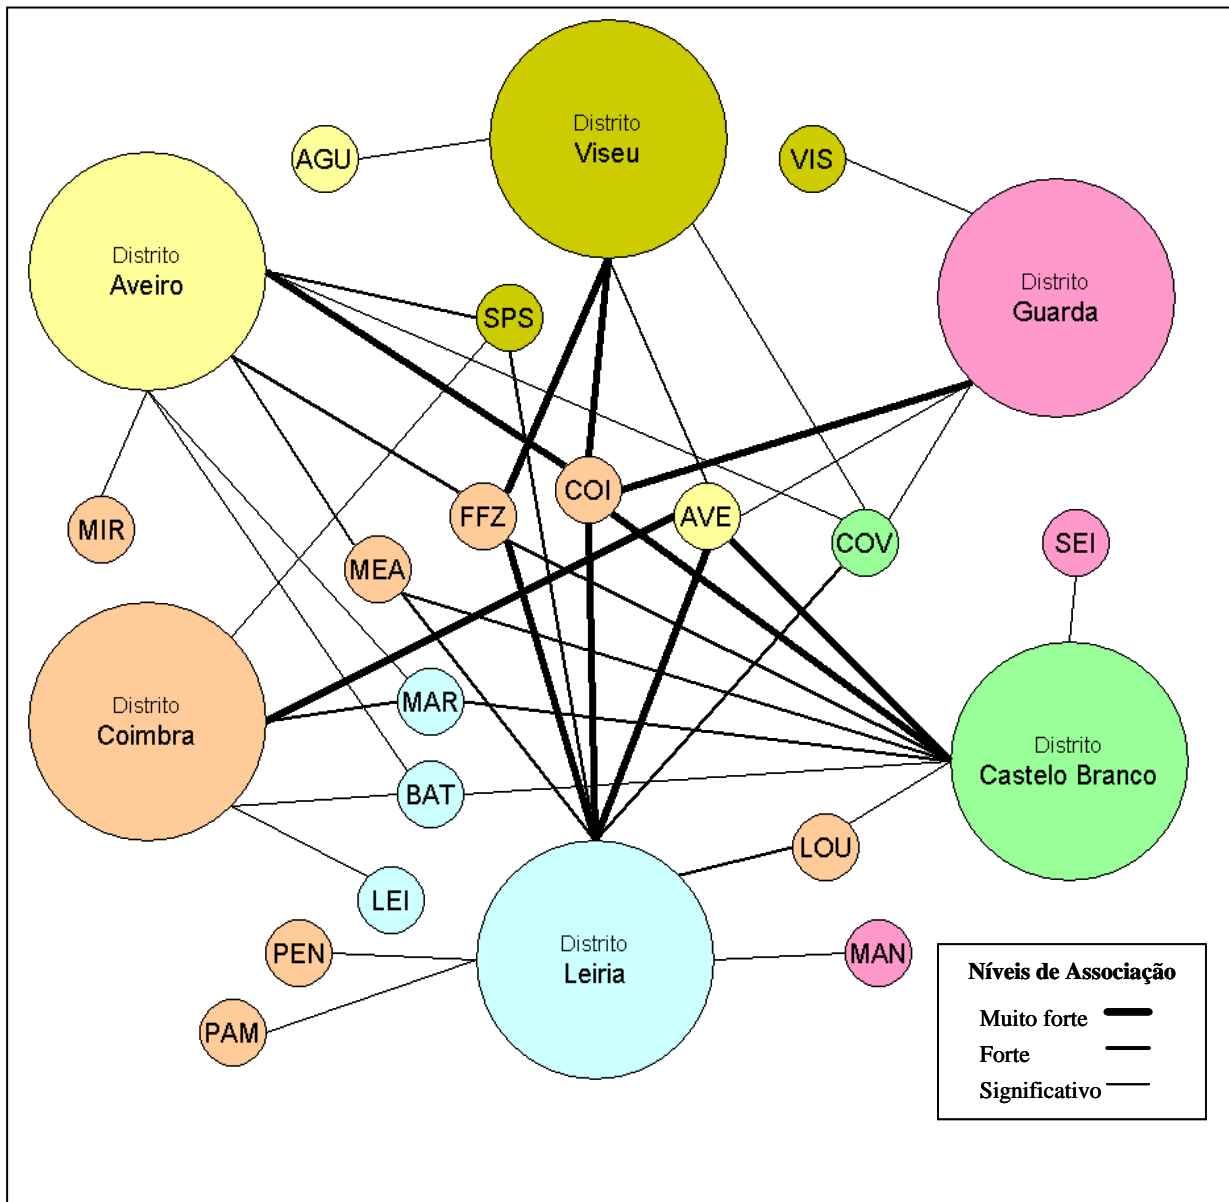 Distrito
Viseu
AGU
VIS
Distrito
Aveiro
Distrito
Guarda
SPS
COI
FFZ
AVE
MIR
COV
SEI
MEA
Distrito
Coimbra
MAR
Distrito
Castelo Branco
BAT
LOU
LEI
Distrito
Leiria
PEN
MAN
PAM
Níveis de Associação
Muito forte
Forte
Significativo